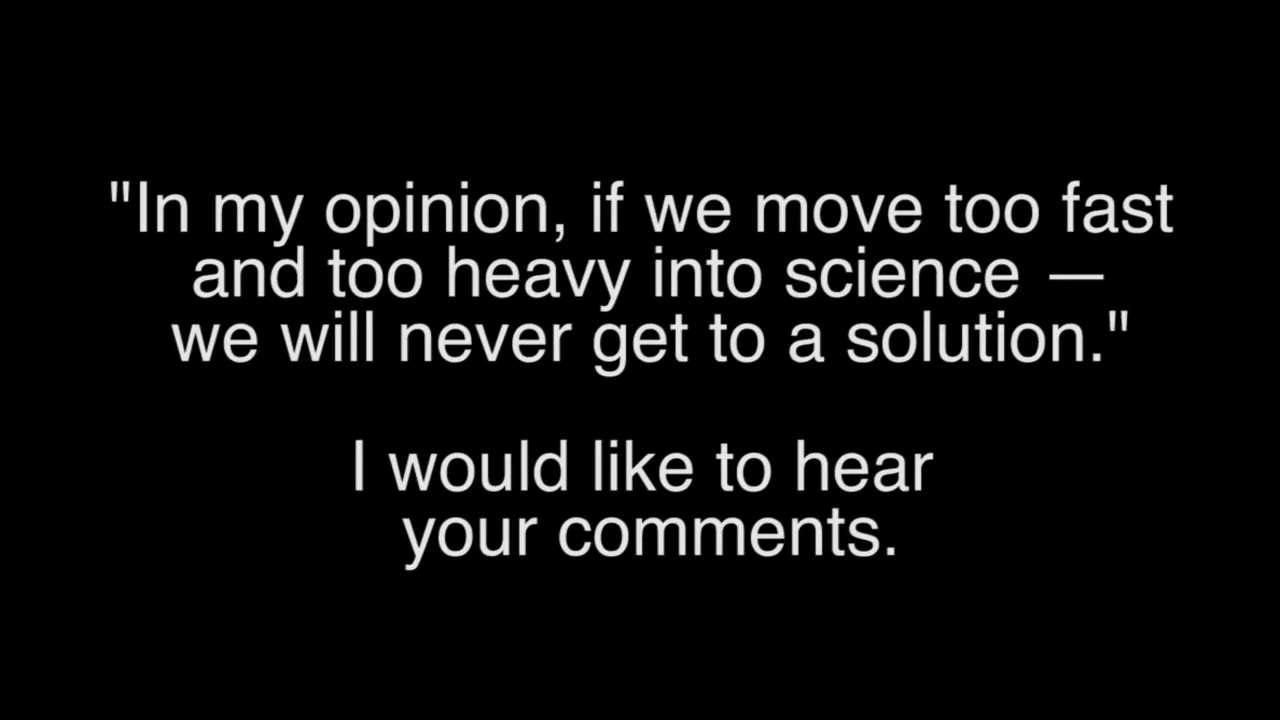 "In my opinion, if we move too fast
and too heavy into science —
we will never get to a solution."
I would like to hear
your comments.